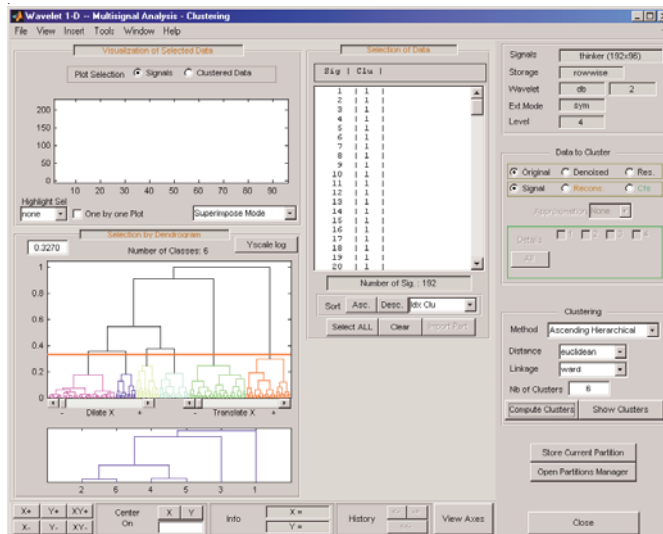 Wavelet 1-D -- Multisignal Analysis - Clustering
File View Insert Tools Window Help
Visualization of Selected Data
Plot Selection Signals Clustered Data
200
150
100
50
0
10 20 30 40 50 60 70 80 90
Highlight Sel
none One by one Plot Superimpose Mode
Selection by Dendrogram
0.3270 Number of Classes: 6 Yscale log
1
0.8
0.6
0.4
0.2
0
- Dilate X + - Translate X +
2 6 4 5 3 1
Selection of Data
Sig | Clu |
1 | 1 |
2 | 1 |
3 | 1 |
4 | 1 |
5 | 1 |
6 | 1 |
7 | 1 |
8 | 1 |
9 | 1 |
10 | 1 |
11 | 1 |
12 | 1 |
13 | 1 |
14 | 1 |
15 | 1 |
16 | 1 |
17 | 1 |
18 | 1 |
19 | 1 |
20 | 1 |
Number of Sig. : 192
Sort Asc. Desc. Idx Clu
Select ALL Clear Import Part
Signals thinker (192x96)
Storage rowwise
Wavelet db 2
Ext.Mode sym
Level 4
Data to Cluster
Original Denoised Res.
Signal Recons. Cfs
Approximation None
Details 1 2 3 4
All
Clustering
Method Ascending Hierarchical
Distance euclidean
Linkage ward
Nb of Clusters 6
Compute Clusters Show Clusters
Store Current Partition
Open Partitions Manager
Close
X+ Y+ XY+
X- Y- XY-
Center On X Y
Info X =
Y =
History
View Axes